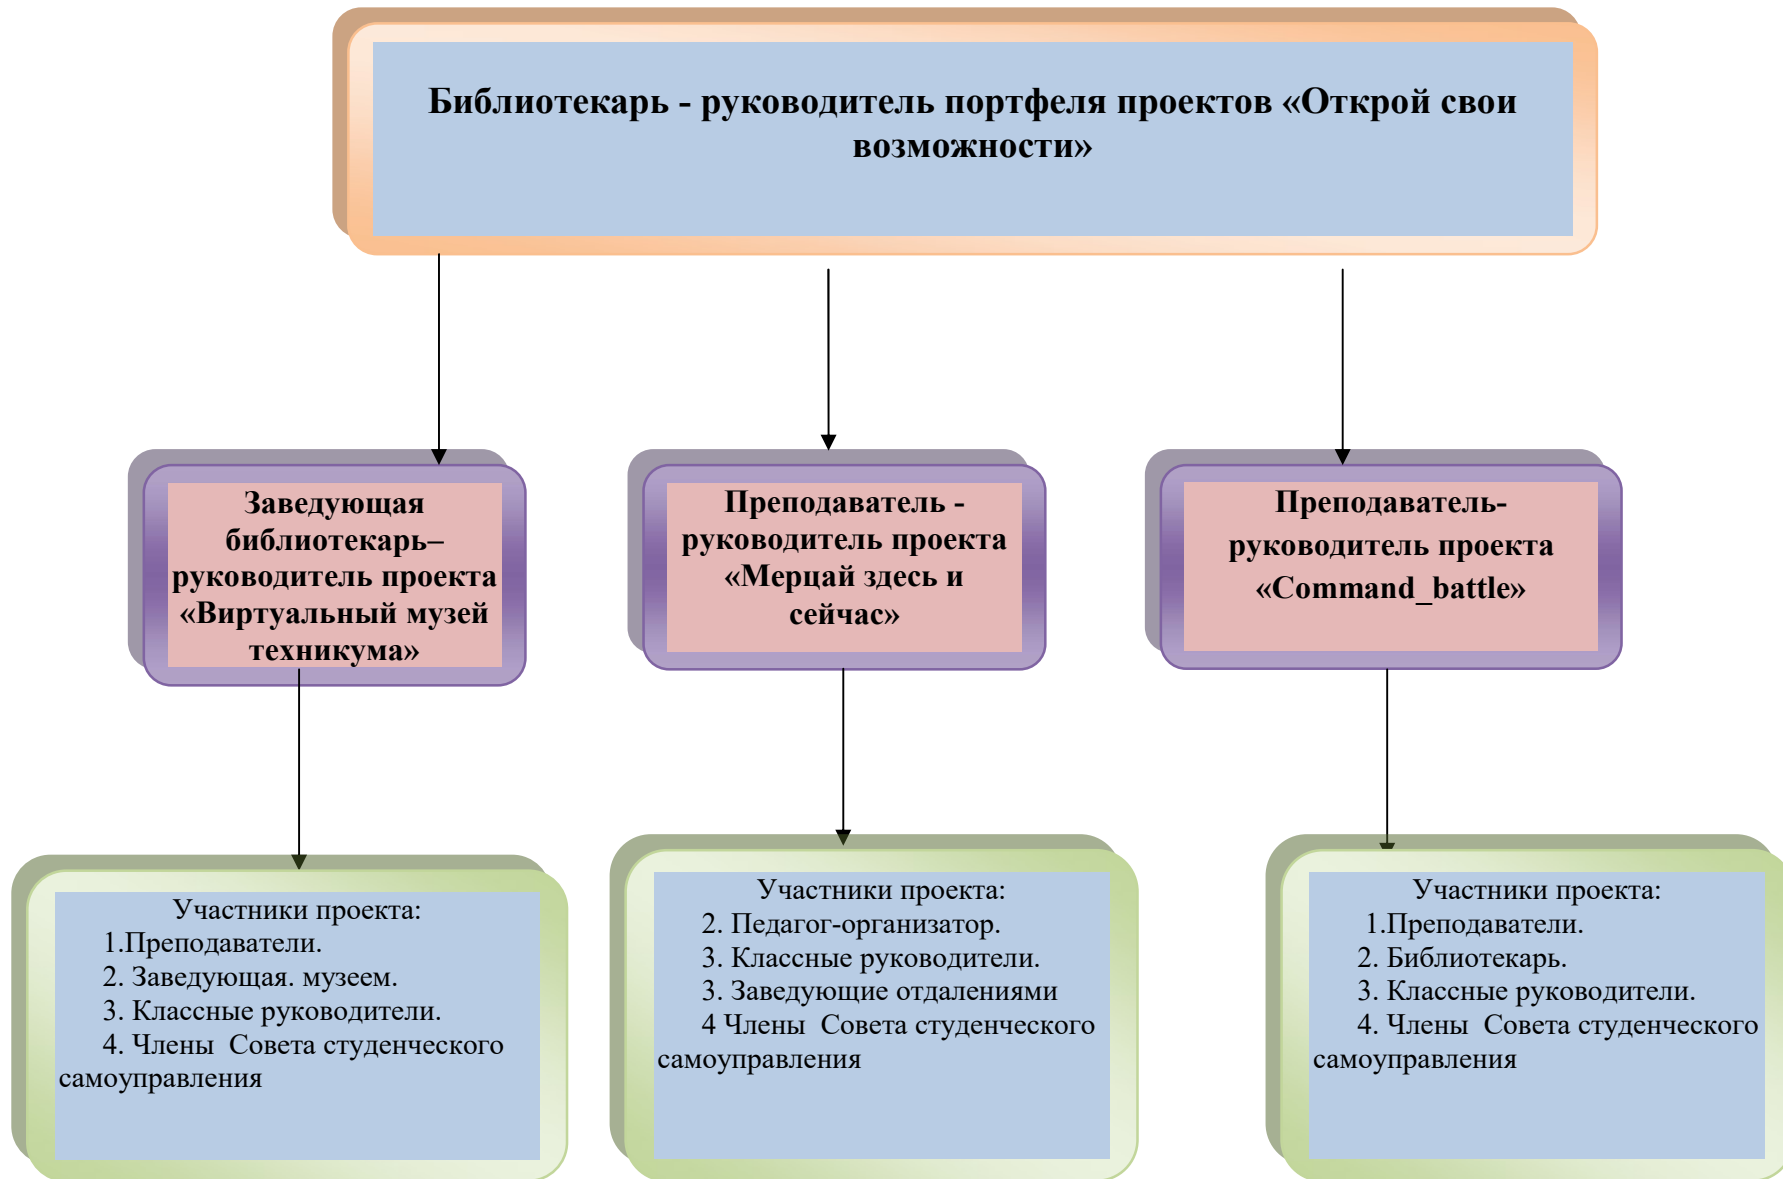 Библиотекарь - руководитель портфеля проектов «Открой свои
возможности»
Заведующая
библиотекарь–
руководитель проекта
«Виртуальный музей
техникума»
Преподаватель -
руководитель проекта
«Мерцай здесь и
сейчас»
Преподаватель-
руководитель проекта
«Command_battle»
Участники проекта:
1.Преподаватели.
2. Заведующая. музеем.
3. Классные руководители.
4. Члены  Совета студенческого
самоуправления
Участники проекта:
2. Педагог-организатор.
3. Классные руководители.
3. Заведующие отдалениями
4 Члены  Совета студенческого
самоуправления
Участники проекта:
1.Преподаватели.
2. Библиотекарь.
3. Классные руководители.
4. Члены  Совета студенческого
самоуправления